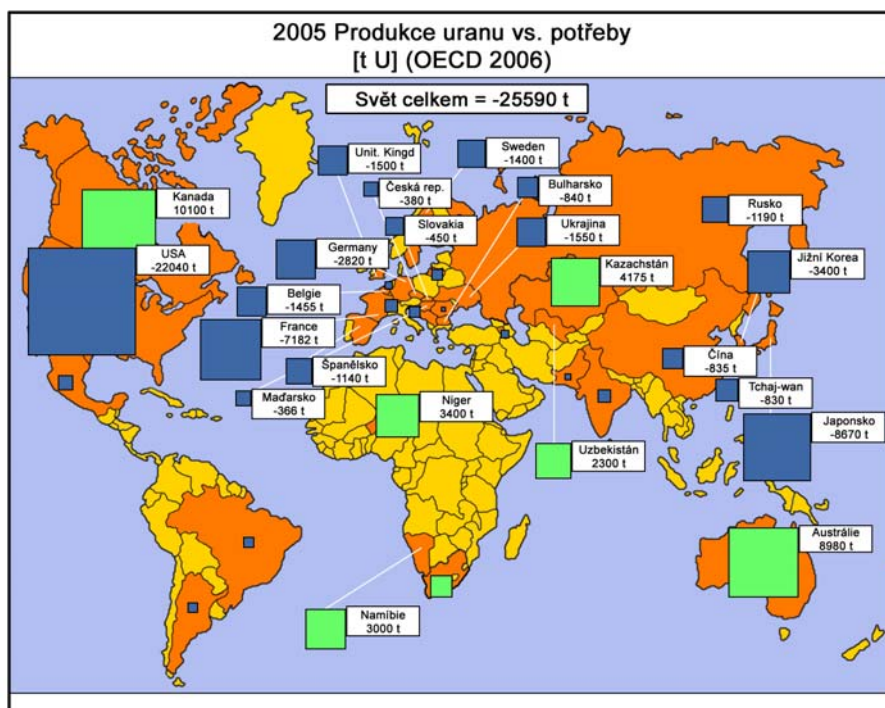 2005 Produkce uranu vs. potřeby
[t U] (OECD 2006)
Svět celkem = -25590 t
Unit. Kingd
-1500 t
Sweden
-1400 t
Česká rep.
-380 t
Bulharsko
-840 t
Kanada
10100 t
Rusko
-1190 t
Slovakia
-450 t
Ukrajina
-1550 t
Germany
-2820 t
USA
-22040 t
Kazachstán
4175 t
Jižní Korea
-3400 t
Belgie
-1455 t
France
-7182 t
Španělsko
-1140 t
Čína
-835 t
Maďarsko
-366 t
Niger
3400 t
Tchaj-wan
-830 t
Japonsko
-8670 t
Uzbekistán
2300 t
Austrálie
8980 t
Namíbie
3000 t